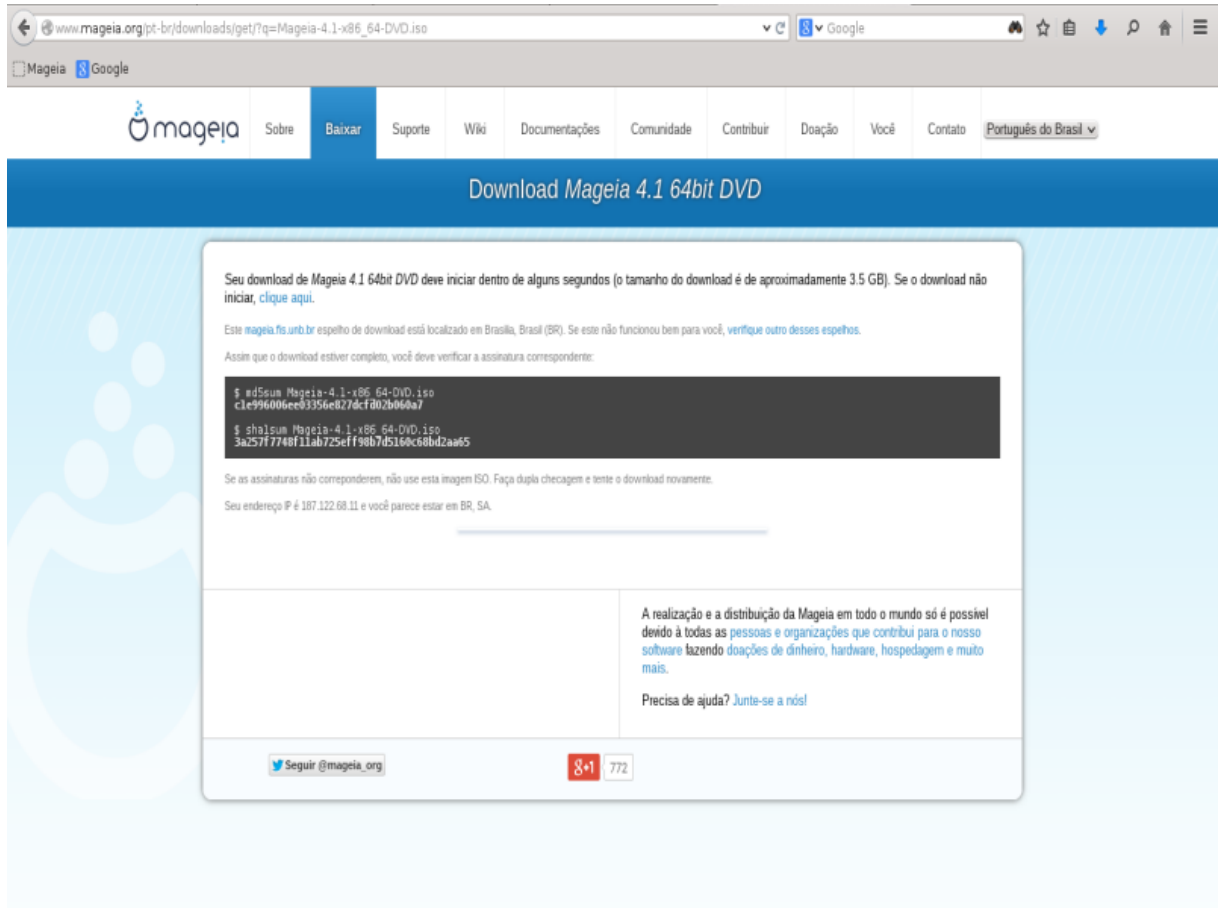 www.mageia.org/pt-br/downloads/get/?q=Mageia-4.1-x86_64-DVD.iso
Google
Mageia Google
mageia Sobre Baixar Suporte Wiki Documentações Comunidade Contribuir Doação Você Contato Português do Brasil
Download Mageia 4.1 64bit DVD
Seu download de Mageia 4.1 64bit DVD deve iniciar dentro de alguns segundos (o tamanho do download é de aproximadamente 3.5 GB). Se o download não
iniciar, clique aqui.
Este mageia.fis.unb.br espelho de download está localizado em Brasilia, Brasil (BR). Se este não funcionou bem para você, verifique outro desses espelhos.
Assim que o download estiver completo, você deve verificar a assinatura correspondente:
$ md5sum Mageia-4.1-x86_64-DVD.iso
c1e996006ee03356e827dcfd02b060a7
$ sha1sum Mageia-4.1-x86_64-DVD.iso
3a257f7748f11ab725eff98b7d5160c68bd2aa65
Se as assinaturas não correponderem, não use esta imagem ISO. Faça dupla checagem e tente o download novamente.
Seu endereço IP é 187.122.68.11 e você parece estar em BR, SA.
A realização e a distribuição da Mageia em todo o mundo só é possível
devido à todas as pessoas e organizações que contribui para o nosso
software fazendo doações de dinheiro, hardware, hospedagem e muito
mais.
Precisa de ajuda? Junte-se a nós!
Seguir @mageia_org
g+1 772